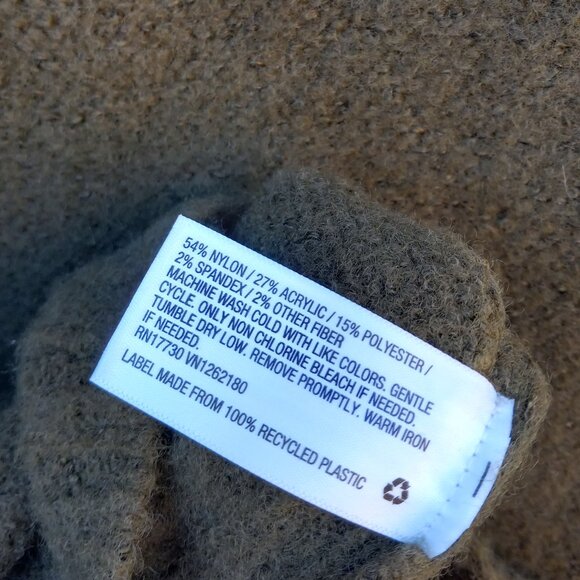 54% NYLON / 27% ACRYLIC / 15% POLYESTER /
2% SPANDEX / 2% OTHER FIBER
MACHINE WASH COLD WITH LIKE COLORS. GENTLE
CYCLE. ONLY NON CHLORINE BLEACH IF NEEDED.
TUMBLE DRY LOW. REMOVE PROMPTLY. WARM IRON
IF NEEDED.
RN17730 VN1262180
LABEL MADE FROM 100% RECYCLED PLASTIC